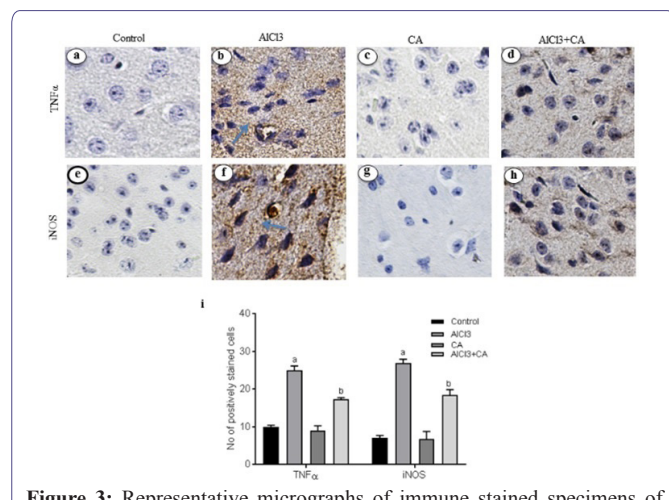 Control AlCl3 CA AlCl3+CA
a b c d
TNFα
e f g h
iNOS
i
No of positively stained cells
40
30
20
10
0
Control
AlCl3
CA
AlCl3+CA
a b a b
TNFα iNOS
Figure 3: Representative micrographs of immune stained specimens of